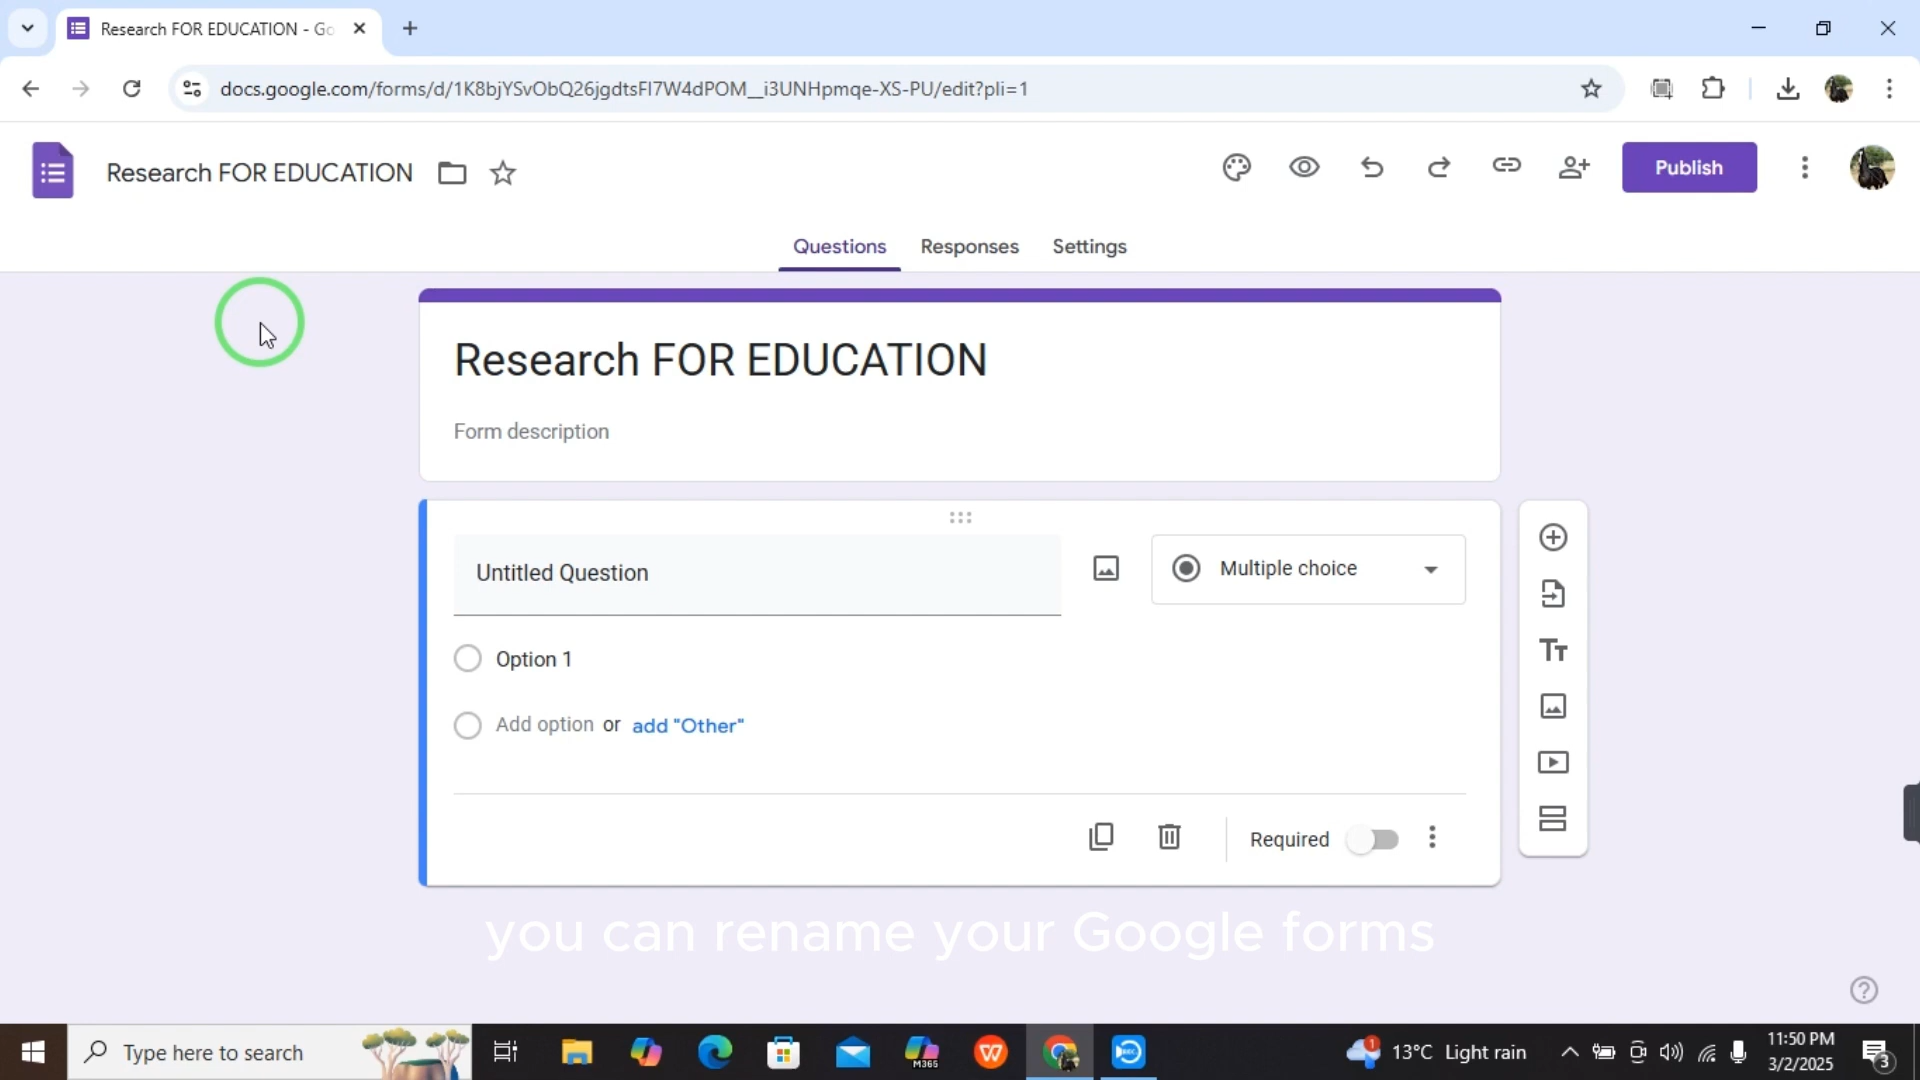 Research FOR EDUCATION - Go
docs.google.com/forms/d/1K8bjYSvObQ26jgdtsFI7W4dPOM__i3UNHpmqe-XS-PU/edit?pli=1
Research FOR EDUCATION
Publish
Questions
Responses
Settings
Research FOR EDUCATION
Form description
Untitled Question
Multiple choice
Option 1
Add option or add "Other"
Required
you can rename your Google forms
Type here to search
M365
W
REC
1
13°C Light rain
11:50 PM
3/2/2025
3